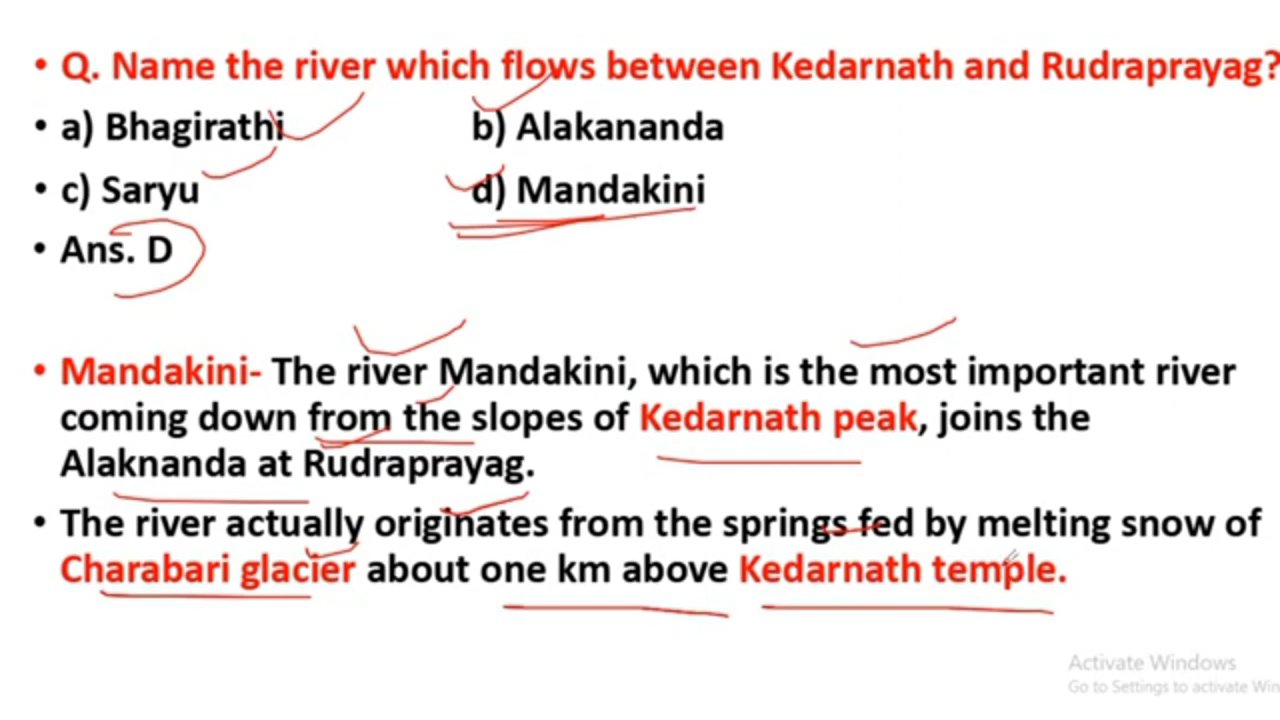 • Q. Name the river which flows between Kedarnath and Rudraprayag?
• a) Bhagirathi b) Alakananda
• c) Saryu d) Mandakini
• Ans. D
• Mandakini- The river Mandakini, which is the most important river
coming down from the slopes of Kedarnath peak, joins the
Alaknanda at Rudraprayag.
• The river actually originates from the springs fed by melting snow of
Charabari glacier about one km above Kedarnath temple.
Activate Windows
Go to Settings to activate Win